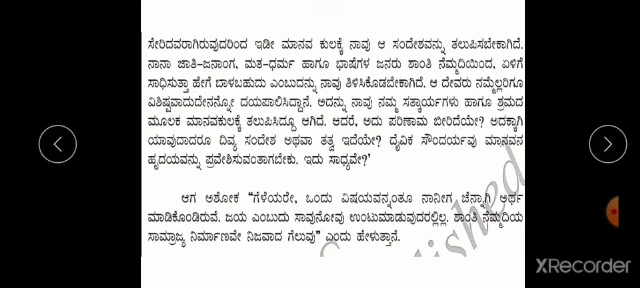 ಸೇರಿದವರಾಗಿರುವುದರಿಂದ ಇಡೀ ಮಾನವ ಕುಲಕ್ಕೆ ನಾವು ಆ ಸಂದೇಶವನ್ನು ತಲುಪಿಸಬೇಕಾಗಿದೆ.
ನಾನಾ ಜಾತಿ-ಜನಾಂಗ, ಮತ-ಧರ್ಮ ಹಾಗೂ ಭಾಷೆಗಳ ಜನರು ಶಾಂತಿ ನೆಮ್ಮದಿಯಿಂದ, ಏಳಿಗೆ
ಸಾಧಿಸುತ್ತಾ ಹೇಗೆ ಬಾಳಬಹುದು ಎಂಬುದನ್ನು ನಾವು ತಿಳಿಸಿಕೊಡಬೇಕಾಗಿದೆ. ಆ ದೇವರು ನಮ್ಮೆಲ್ಲರಿಗೂ
ವಿಶಿಷ್ಟವಾದುದೇನನ್ನೋ ದಯಪಾಲಿಸಿದ್ದಾನೆ. ಅದನ್ನು ನಾವು ನಮ್ಮ ಸತ್ಕಾರ್ಯಗಳು ಹಾಗೂ ಶ್ರಮದ
ಮೂಲಕ ಮಾನವಕುಲಕ್ಕೆ ತಲುಪಿಸಿದ್ದೂ ಆಗಿದೆ. ಆದರೆ, ಅದು ಪರಿಣಾಮ ಬೀರಿದೆಯೇ? ಅದಕ್ಕಾಗಿ
ಯಾವುದಾದರೂ ದಿವ್ಯ ಸಂದೇಶ ಅಥವಾ ತತ್ವ ಇದೆಯೇ? ದೈವಿಕ ಸೌಂದರ್ಯವು ಮಾನವನ
ಹೃದಯವನ್ನು ಪ್ರವೇಶಿಸುವಂತಾಗಬೇಕು. ಇದು ಸಾಧ್ಯವೇ?'
ಆಗ ಅಶೋಕ "ಗೆಳೆಯರೇ, ಒಂದು ವಿಷಯವನ್ನಂತೂ ನಾನೀಗ ಚೆನ್ನಾಗಿ ಅರ್ಥ
ಮಾಡಿಕೊಂಡಿರುವೆ. ಜಯ ಎಂಬುದು ಸಾವುನೋವು ಉಂಟುಮಾಡುವುದರಲ್ಲಿಲ್ಲ. ಶಾಂತಿ ನೆಮ್ಮದಿಯ
ಸಾಮ್ರಾಜ್ಯ ನಿರ್ಮಾಣವೇ ನಿಜವಾದ ಗೆಲುವು" ಎಂದು ಹೇಳುತ್ತಾನೆ.
XRecorder